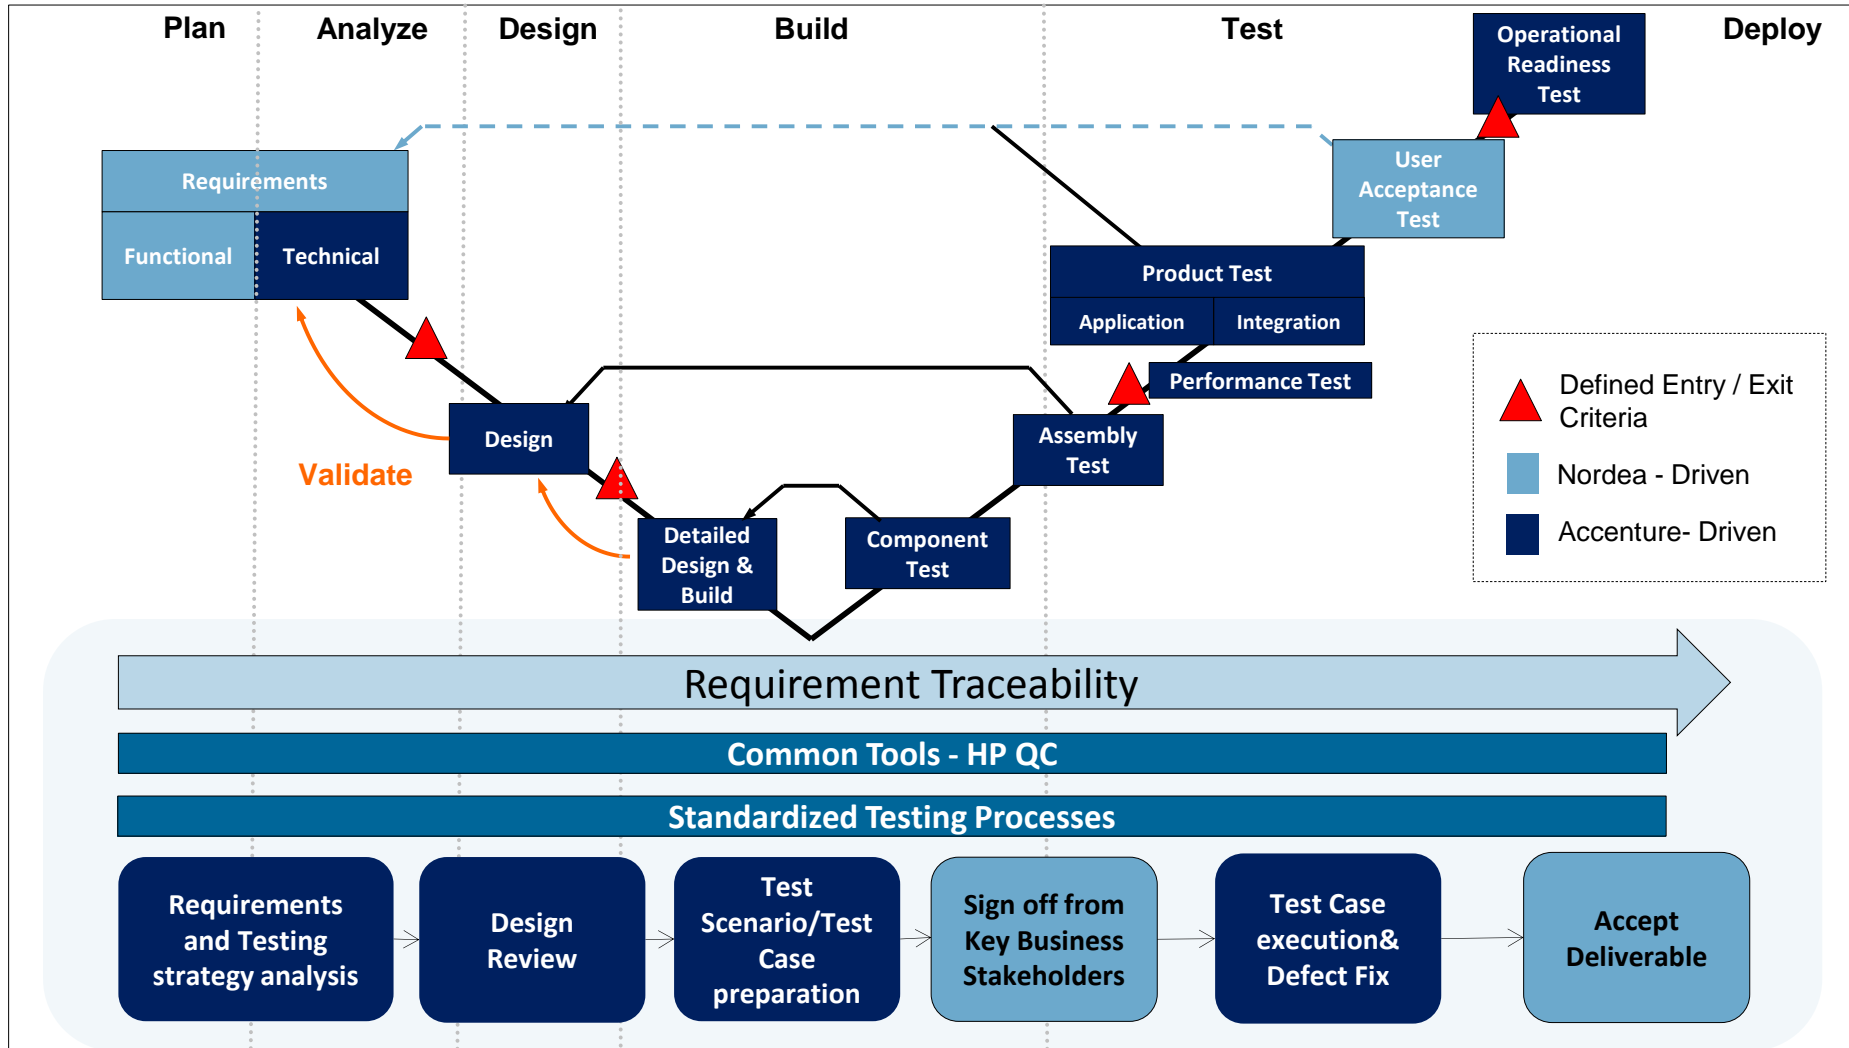 Plan
Analyze
Design
Build
Test
Deploy
Operational
Readiness
Test
User
Acceptance
Test
Requirements
Functional
Technical
Product Test
Application
Integration
Performance Test
Design
Assembly
Test
Validate
Detailed
Design &
Build
Component
Test
Defined Entry / Exit
Criteria
Nordea - Driven
Accenture- Driven
Requirement Traceability
Common Tools - HP QC
Standardized Testing Processes
Requirements
and Testing
strategy analysis
Design
Review
Test
Scenario/Test
Case
preparation
Sign off from
Key Business
Stakeholders
Test Case
execution&
Defect Fix
Accept
Deliverable